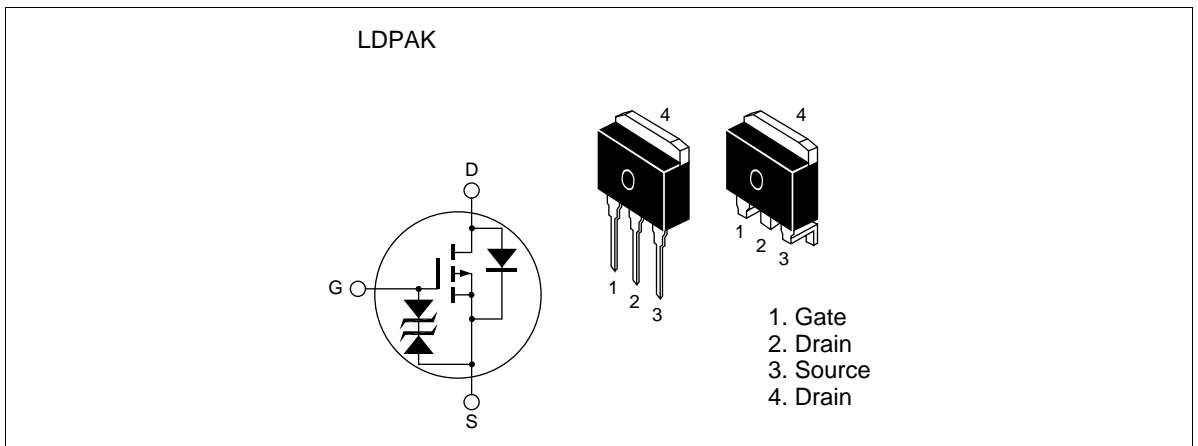 LDPAK
4
4
D
G
S
1
2
3
1
2
3
1. Gate
2. Drain
3. Source
4. Drain